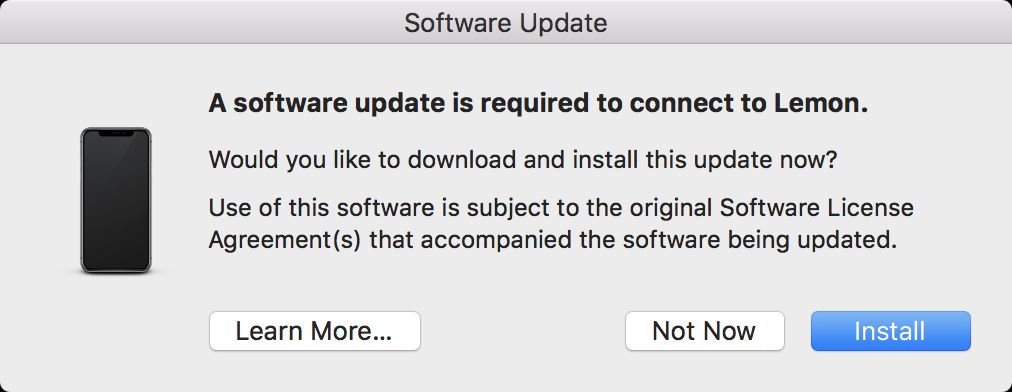 Software Update
A software update is required to connect to Lemon.
Would you like to download and install this update now?
Use of this software is subject to the original Software License
Agreement(s) that accompanied the software being updated.
Learn More... Not Now Install